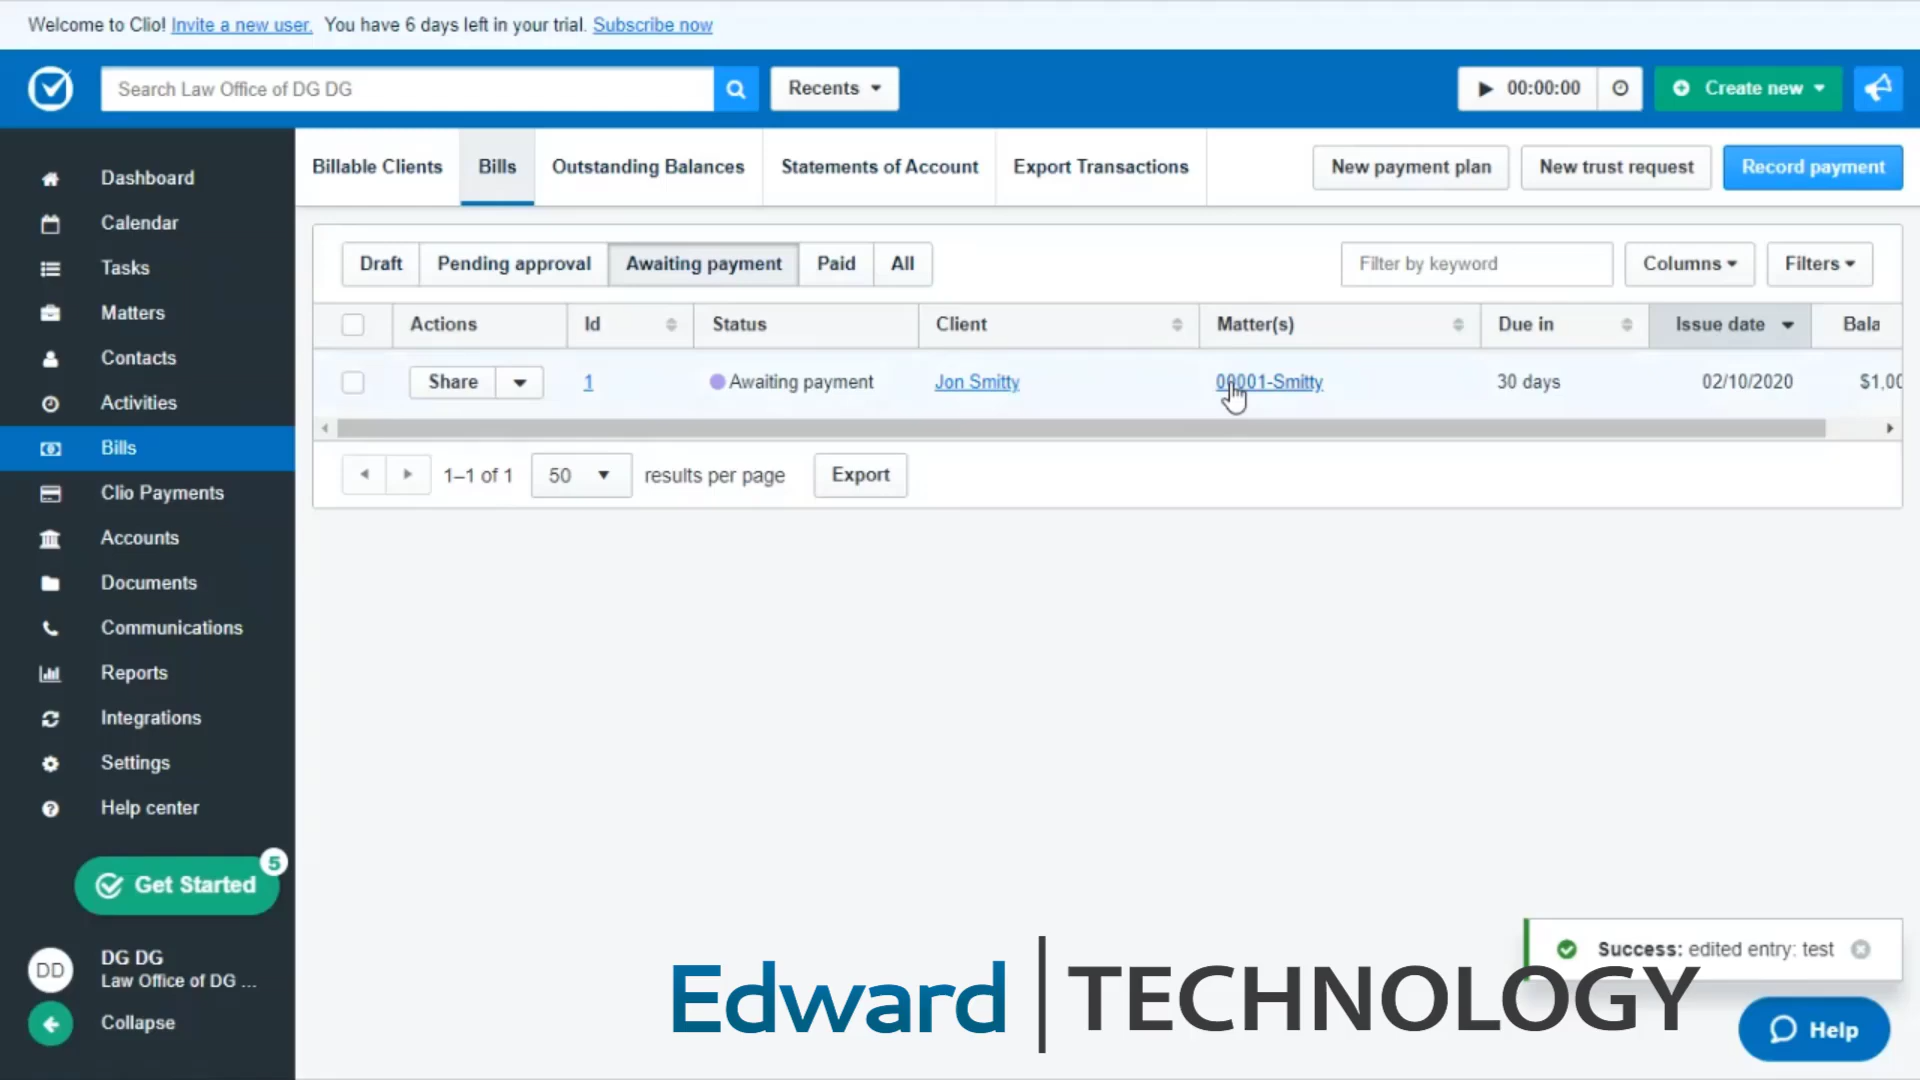 Welcome to Clio! Invite a new user. You have 6 days left in your trial. Subscribe now
Search Law Office of DG DG
Recents
00:00:00
Create new
Dashboard
Calendar
Tasks
Matters
Contacts
Activities
Bills
Clio Payments
Accounts
Documents
Communications
Reports
Integrations
Settings
Help center
Get Started
5
DD
DG DG
Law Office of DG ...
Collapse
Billable Clients Bills Outstanding Balances Statements of Account Export Transactions
New payment plan New trust request Record payment
Draft Pending approval Awaiting payment Paid All
Filter by keyword Columns Filters
Actions Id Status Client Matter(s) Due in Issue date Bala
Share 1 Awaiting payment Jon Smitty 00001-Smitty 30 days 02/10/2020 $1,00
1–1 of 1 50 results per page Export
Success: edited entry: test
Edward TECHNOLOGY
Help